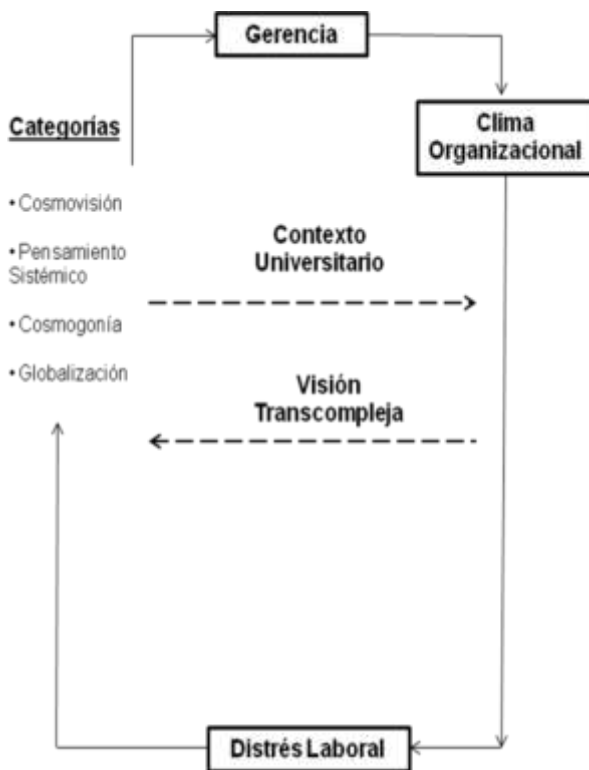 Gerencia
Categorías
Clima
Organizacional
• Cosmovisión
• Pensamiento
Sistémico
• Cosmogonía
• Globalización
Contexto
Universitario
Visión
Transcompleja
Distrés Laboral